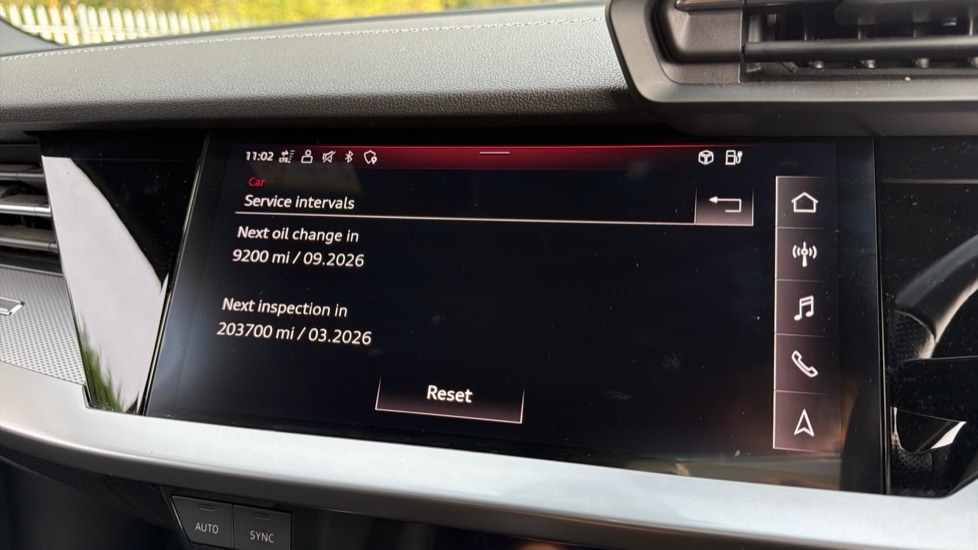 11:02
Car
Service intervals
Next oil change in
9200 mi / 09.2026
Next inspection in
203700 mi / 03.2026
Reset
AUTO
SYNC